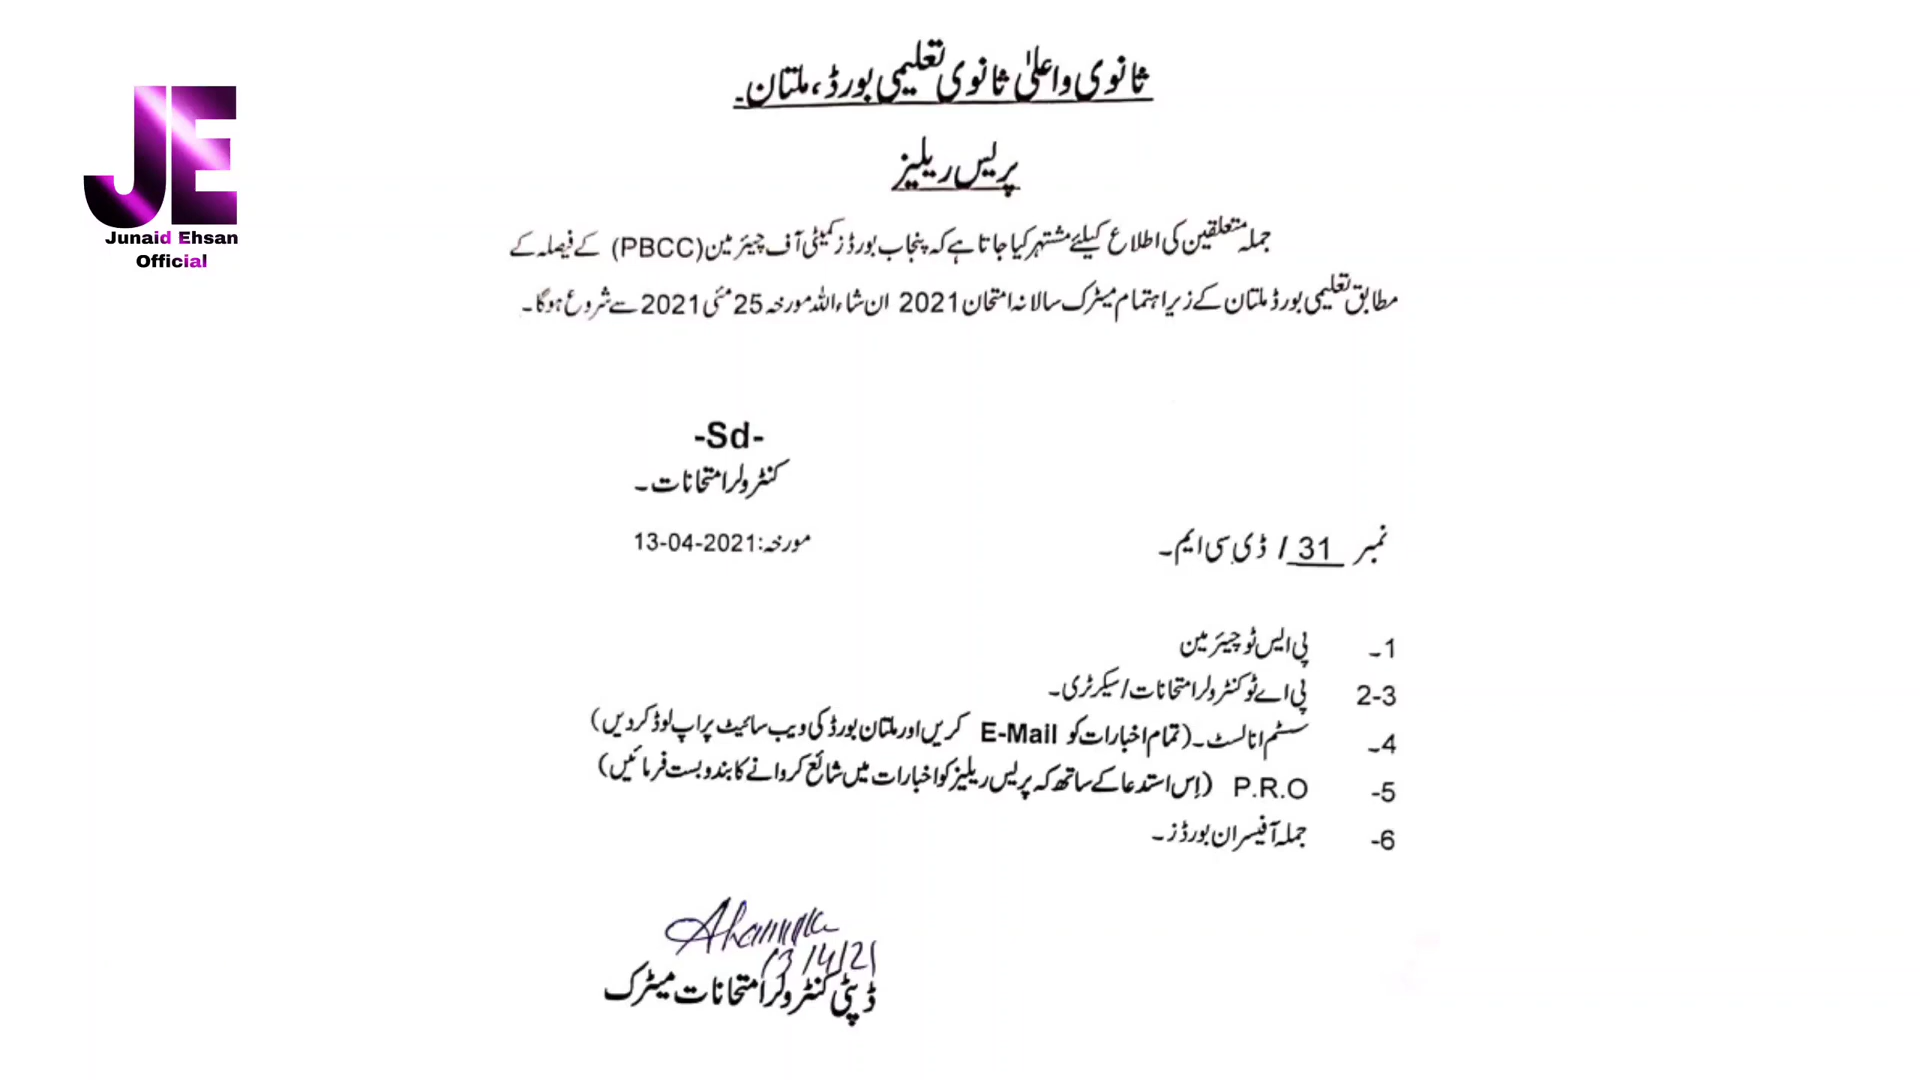 ثانوی و اعلیٰ ثانوی تعلیمی بورڈ، ملتان۔
پریس ریلیز
جملہ متعلقین کی اطلاع کیلئے مشتہر کیا جاتا ہے کہ پنجاب بورڈز کمیٹی آف چیئرمین (PBCC) کے فیصلہ کے
مطابق تعلیمی بورڈ ملتان کے زیر اہتمام میٹرک سالانہ امتحان 2021 ان شاء اللہ مورخہ 25 مئی 2021 سے شروع ہوگا۔
JE
Junaid Ehsan
Official
-Sd-
کنٹرولر امتحانات۔
نمبر 31 / ڈی سی ایم۔ مورخہ: 13-04-2021
1۔ پی ایس ٹو چیئرمین
2-3 پی اے ٹو کنٹرولر امتحانات/سیکرٹری۔
4۔ سسٹم انالسٹ۔ (تمام اخبارات کو E-Mail کریں اور ملتان بورڈ کی ویب سائیٹ پر اپ لوڈ کر دیں)
5- P.R.O (اِس استدعا کے ساتھ کہ پریس ریلیز کو اخبارات میں شائع کروانے کا بندوبست فرمائیں)
6- جملہ آفیسران بورڈز۔
13/4/21
ڈپٹی کنٹرولر امتحانات میٹرک